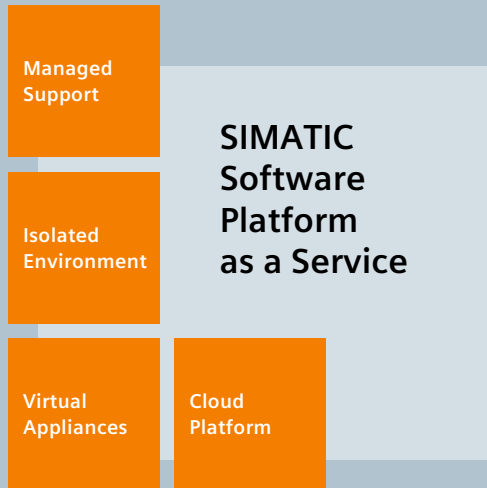 Managed
Support
SIMATIC
Software
Platform
as a Service
Isolated
Environment
Virtual
Appliances
Cloud
Platform